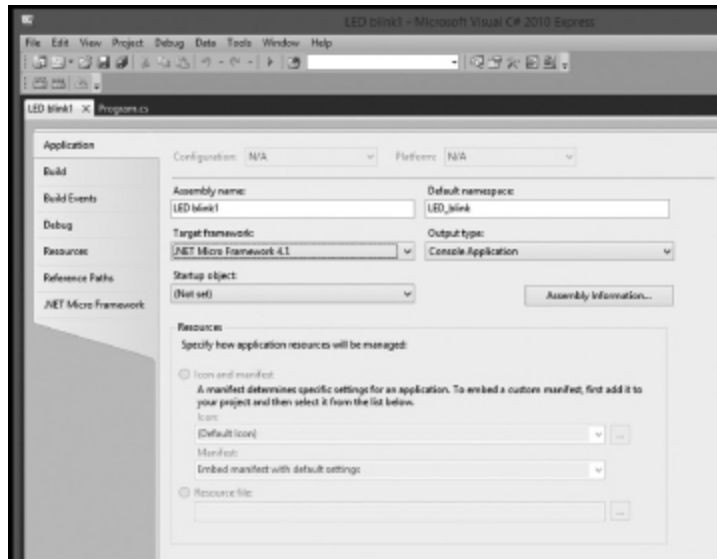 LED blink1 - Microsoft Visual C# 2010 Express
File Edit View Project Debug Data Tools Window Help
LED blink1 X Program.cs
Application
Build
Build Events
Debug
Resources
Reference Paths
.NET Micro Framework
Configuration: N/A
Platform: N/A
Assembly name:
Default namespace:
LED blink1
LED_blink
Target framework:
Output type:
.NET Micro Framework 4.1
Console Application
Startup object:
(Not set)
Assembly Information...
Resources
Specify how application resources will be managed:
Icon and manifest
A manifest determines specific settings for an application. To embed a custom manifest, first add it to
your project and then select it from the list below.
Icon:
(Default Icon)
...
Manifest:
Embed manifest with default settings
Resource file:
...